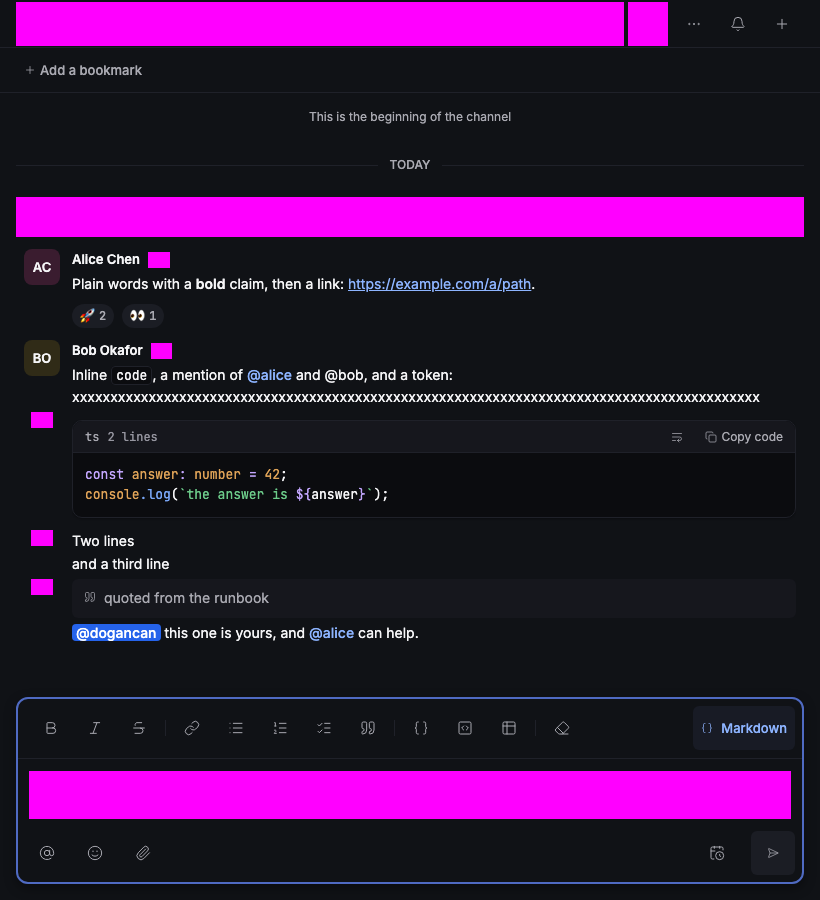 + Add a bookmark
This is the beginning of the channel
TODAY
AC
Alice Chen
Plain words with a bold claim, then a link: https://example.com/a/path.
🚀 2 👀 1
BO
Bob Okafor
Inline code, a mention of @alice and @bob, and a token:
ts 2 lines
Copy code
const answer: number = 42;
console.log(`the answer is ${answer}`);
Two lines
and a third line
quoted from the runbook
@dogancan this one is yours, and @alice can help.
Markdown